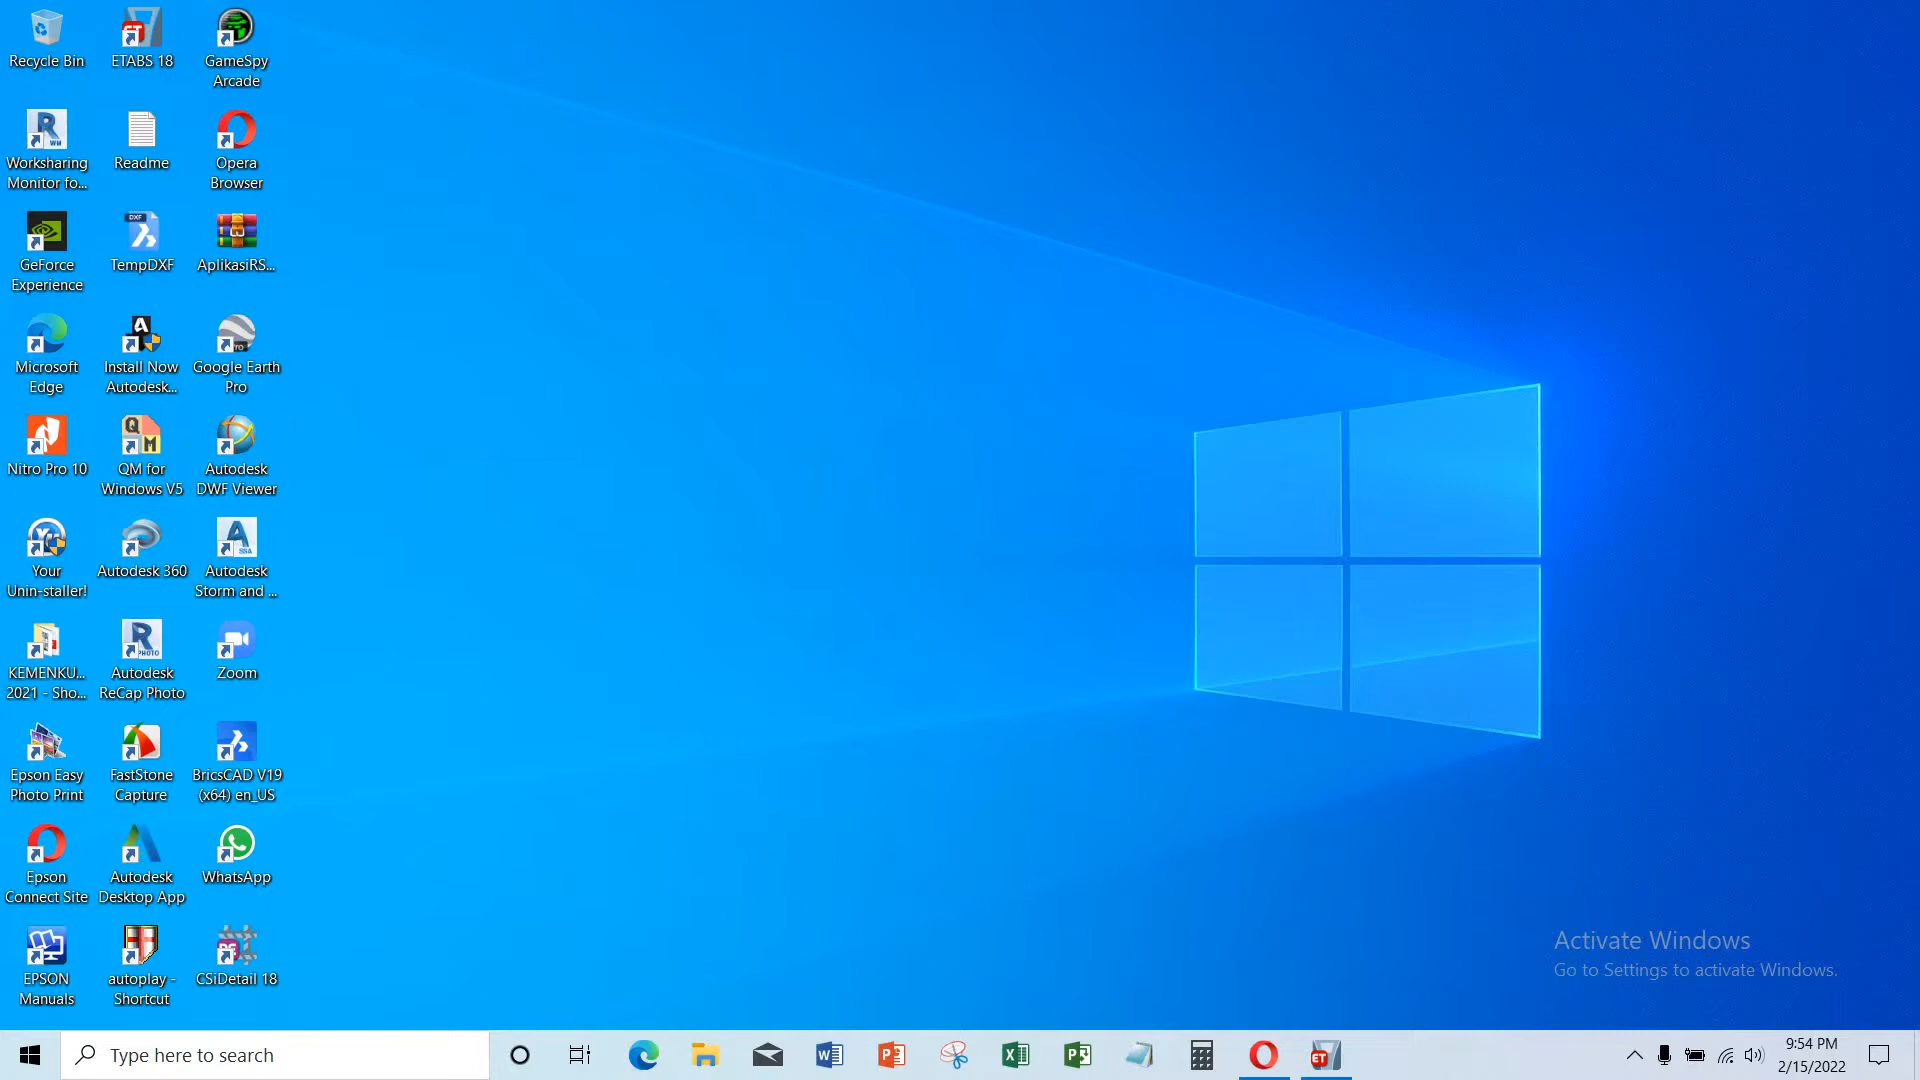 Recycle Bin
ETABS 18
GameSpy
Arcade
Worksharing
Monitor fo...
Readme
Opera
Browser
GeForce
Experience
DXF
TempDXF
AplikasiRS...
Microsoft
Edge
Install Now
Autodesk...
Google Earth
Pro
Nitro Pro 10
QM for
Windows V5
Autodesk
DWF Viewer
Your
Unin-staller!
Autodesk 360
Autodesk
Storm and ...
KEMENKU...
2021 - Sho...
Autodesk
ReCap Photo
Zoom
Epson Easy
Photo Print
FastStone
Capture
BricsCAD V19
(x64) en_US
Epson
Connect Site
Autodesk
Desktop App
WhatsApp
EPSON
Manuals
autoplay -
Shortcut
CSiDetail 18
Activate Windows
Go to Settings to activate Windows.
Type here to search
9:54 PM
2/15/2022